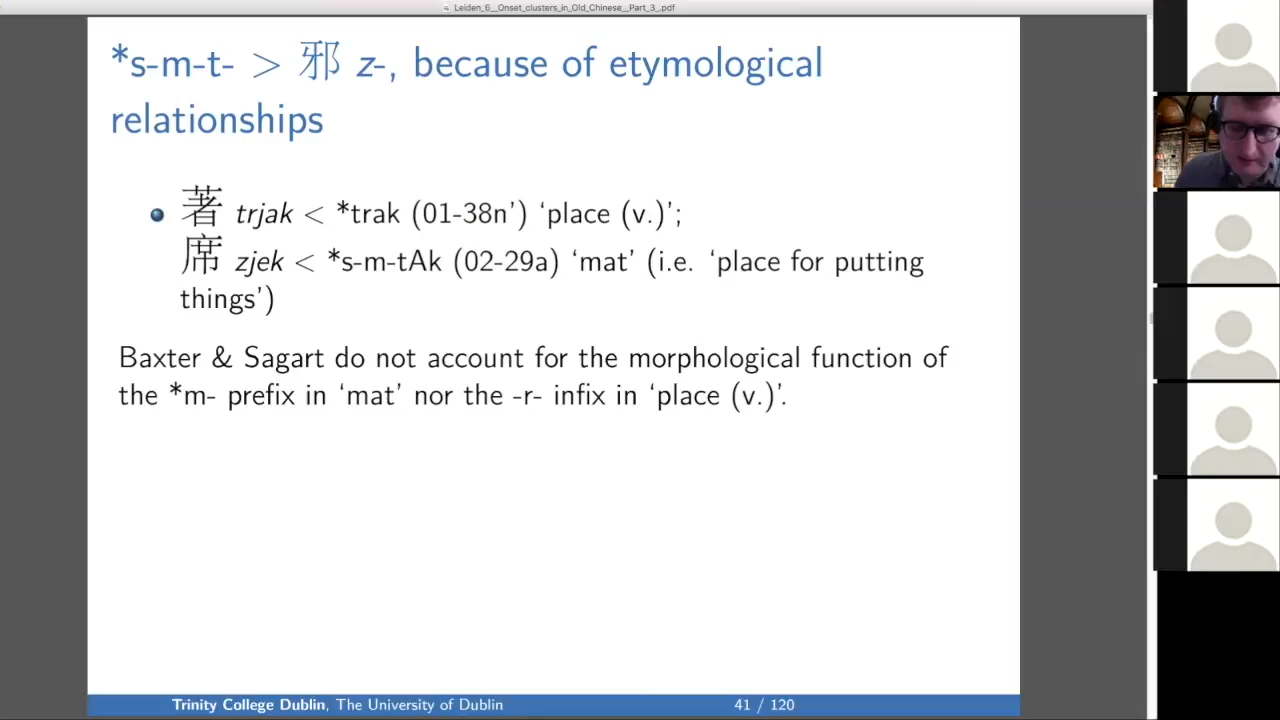 Leiden_6__Onset_clusters_in_Old_Chinese__Part_3_.pdf
*s-m-t- > 邪 z-, because of etymological
relationships
著 trjak < *trak (01-38n’) ‘place (v.)’;
席 zjek < *s-m-tAk (02-29a) ‘mat’ (i.e. ‘place for putting
things’)
Baxter & Sagart do not account for the morphological function of
the *m- prefix in ‘mat’ nor the -r- infix in ‘place (v.)’.
Trinity College Dublin, The University of Dublin 41 / 120